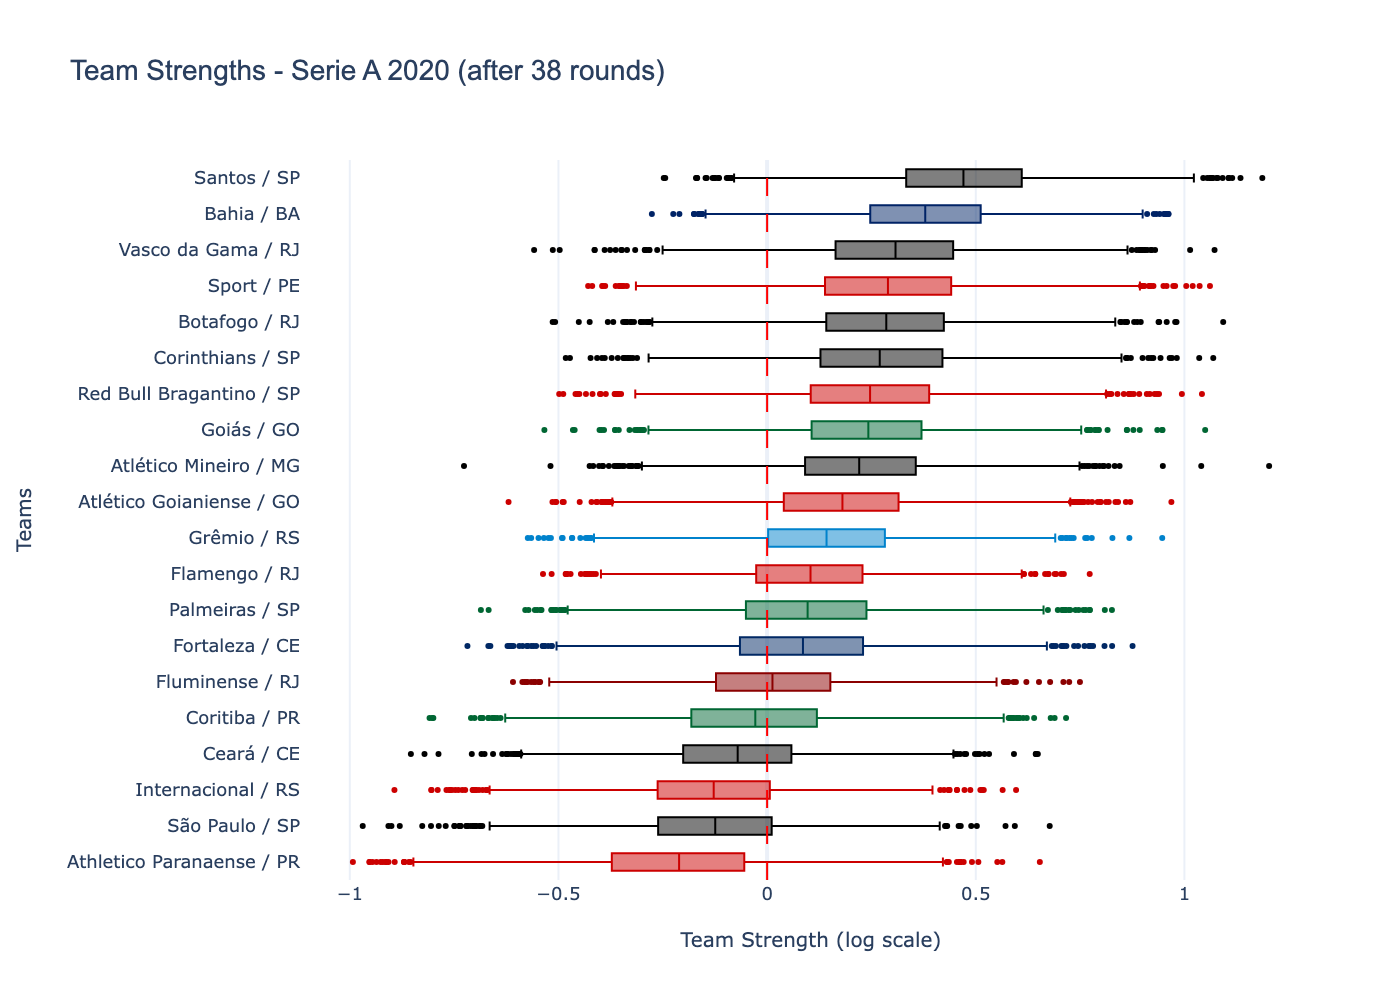 Team Strengths - Serie A 2020 (after 38 rounds)
Santos / SP
Bahia / BA
Vasco da Gama / RJ
Sport / PE
Botafogo / RJ
Corinthians / SP
Red Bull Bragantino / SP
Goiás / GO
Atlético Mineiro / MG
Atlético Goianiense / GO
Grêmio / RS
Flamengo / RJ
Palmeiras / SP
Fortaleza / CE
Fluminense / RJ
Coritiba / PR
Ceará / CE
Internacional / RS
São Paulo / SP
Athletico Paranaense / PR
Teams
−1 −0.5 0 0.5 1
Team Strength (log scale)